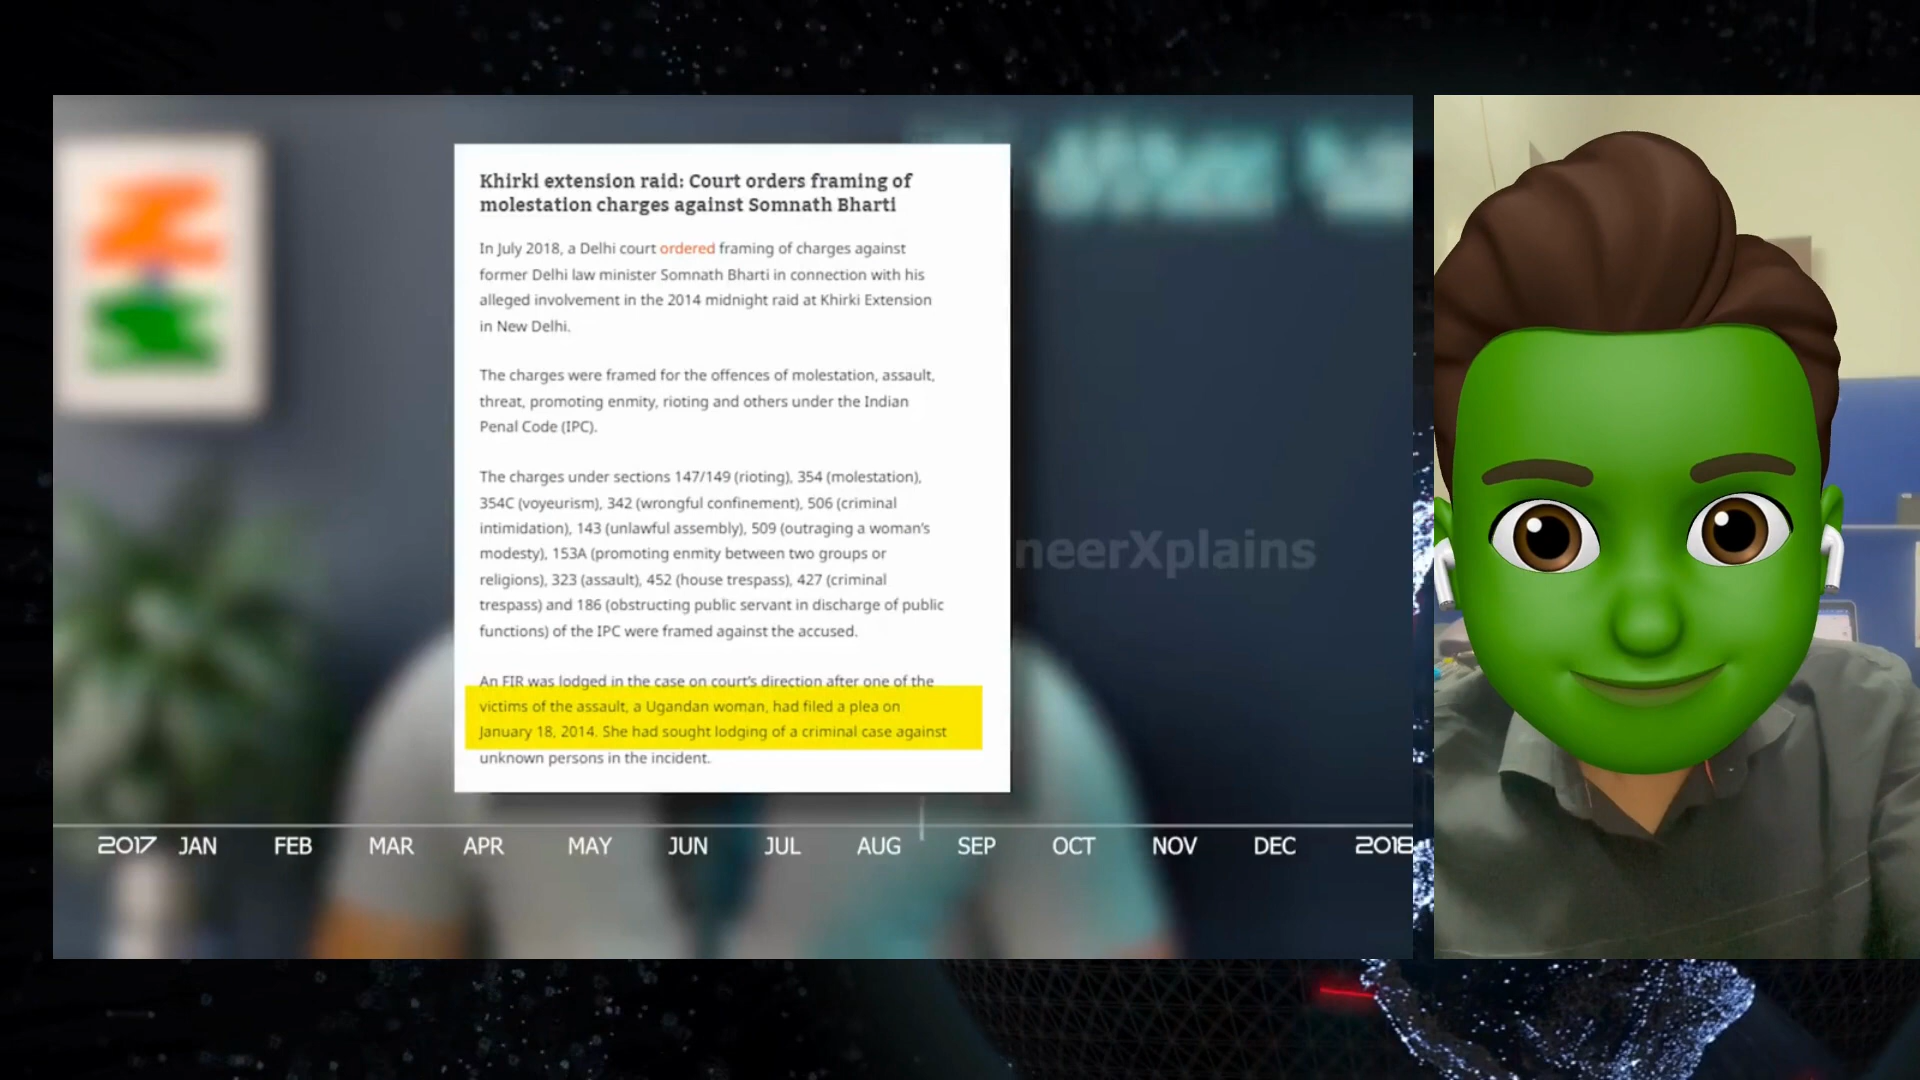 Khirki extension raid: Court orders framing of
molestation charges against Somnath Bharti
In July 2018, a Delhi court ordered framing of charges against
former Delhi law minister Somnath Bharti in connection with his
alleged involvement in the 2014 midnight raid at Khirki Extension
in New Delhi.
The charges were framed for the offences of molestation, assault,
threat, promoting enmity, rioting and others under the Indian
Penal Code (IPC).
The charges under sections 147/149 (rioting), 354 (molestation),
354C (voyeurism), 342 (wrongful confinement), 506 (criminal
intimidation), 143 (unlawful assembly), 509 (outraging a woman's
modesty), 153A (promoting enmity between two groups or
religions), 323 (assault), 452 (house trespass), 427 (criminal
trespass) and 186 (obstructing public servant in discharge of public
functions) of the IPC were framed against the accused.
An FIR was lodged in the case on court's direction after one of the
victims of the assault, a Ugandan woman, had filed a plea on
January 18, 2014. She had sought lodging of a criminal case against
unknown persons in the incident.
neerXplains
2017 JAN FEB MAR APR MAY JUN JUL AUG SEP OCT NOV DEC 2018